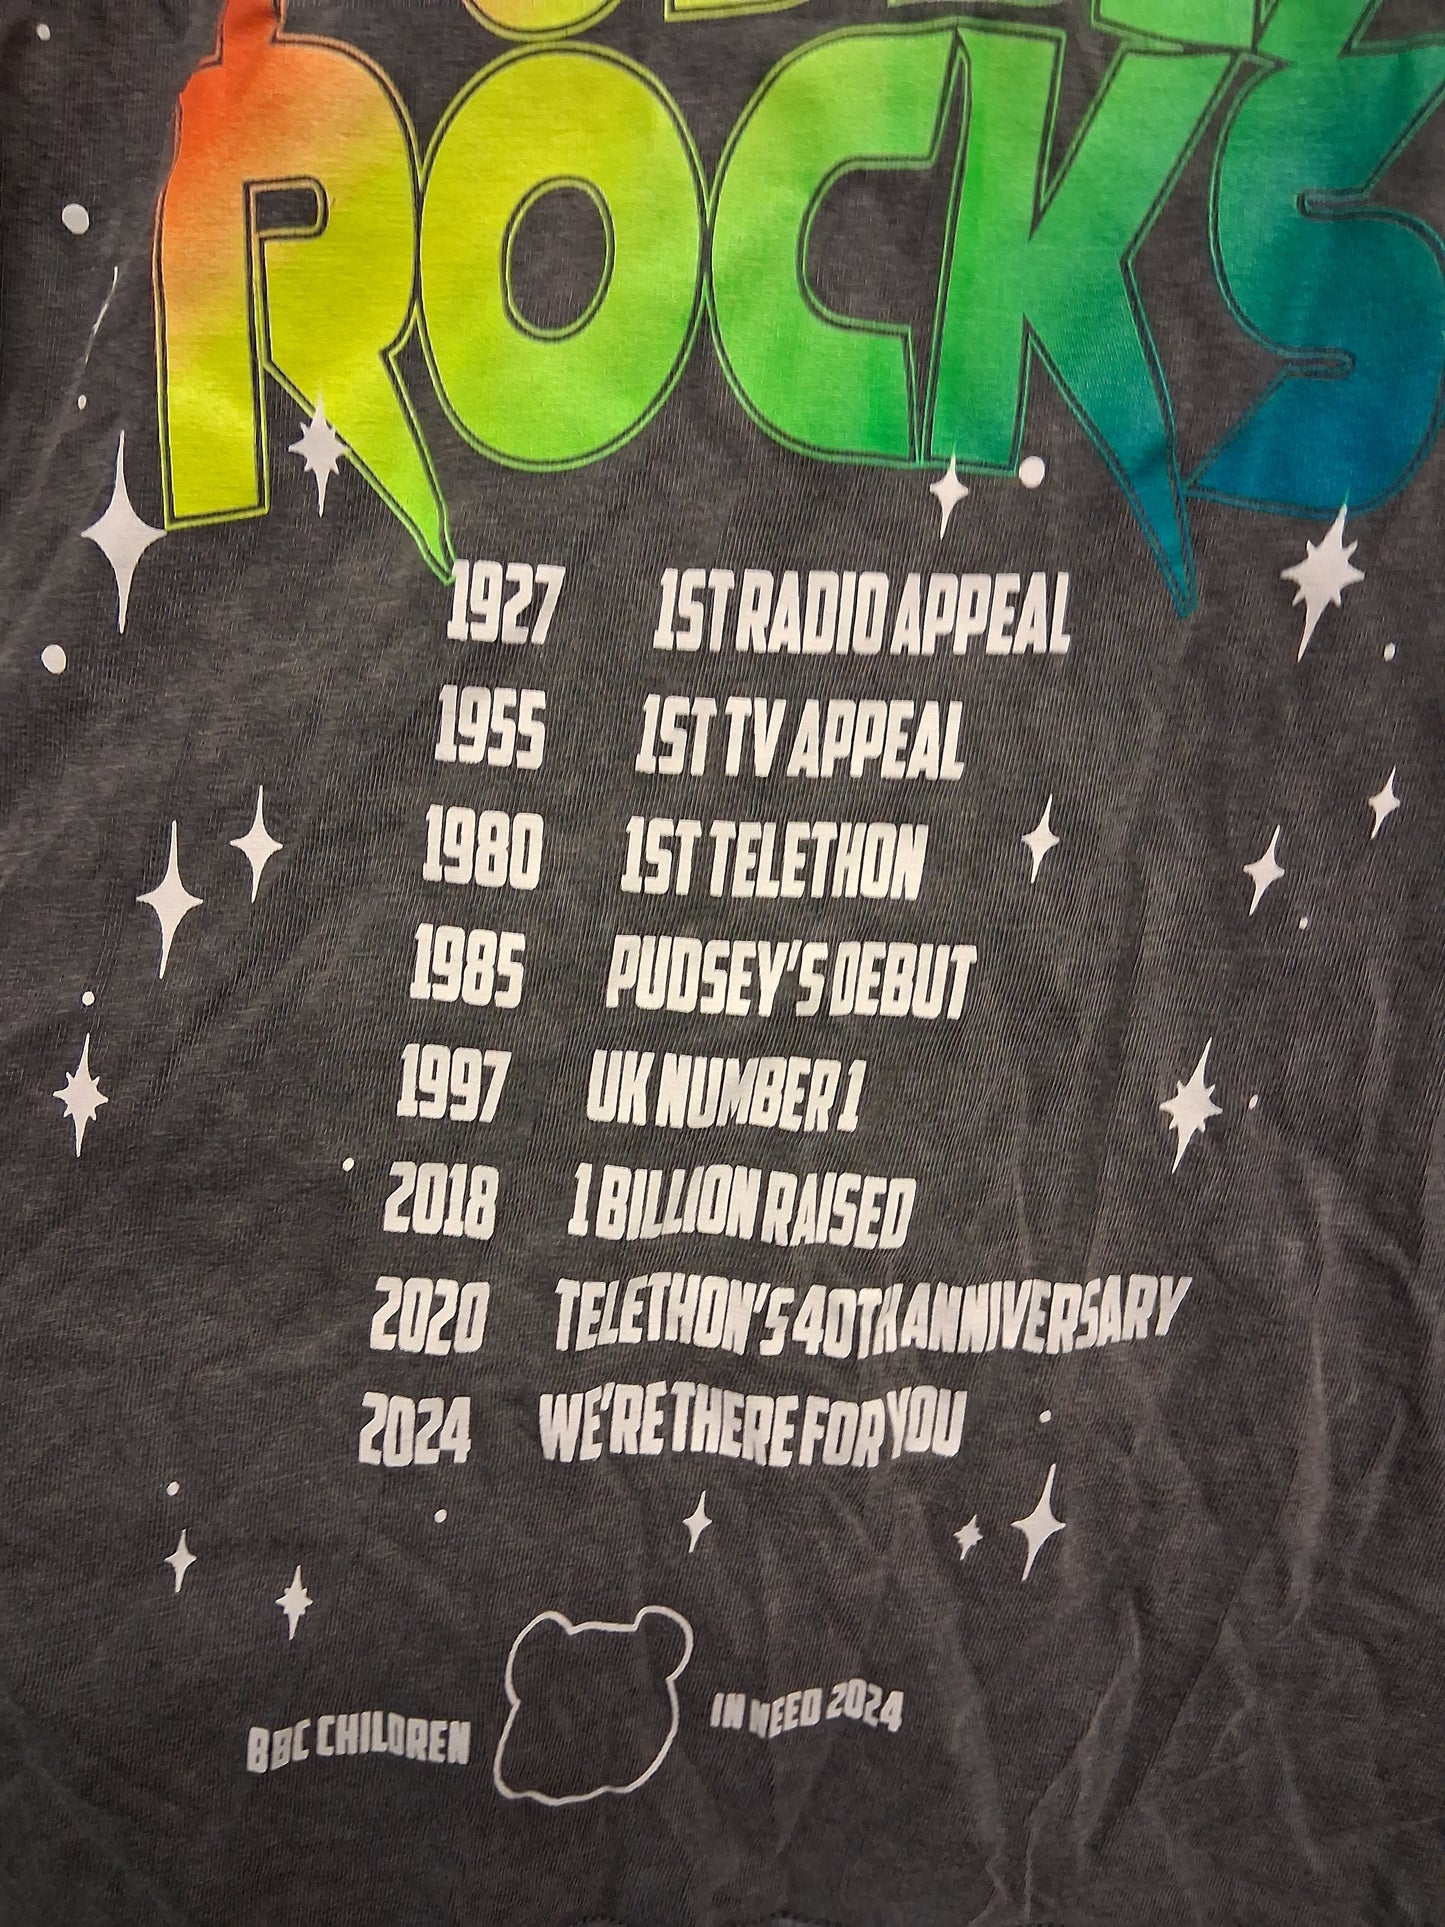 ROCKS
1927 1ST RADIO APPEAL
1955 1ST TV APPEAL
1980 1ST TELETHON
1985 PUDSEY'S DEBUT
1997 UK NUMBER 1
2018 1 BILLION RAISED
2020 TELETHON'S 40TH ANNIVERSARY
2024 WE'RE THERE FOR YOU
BBC CHILDREN IN NEED 2024